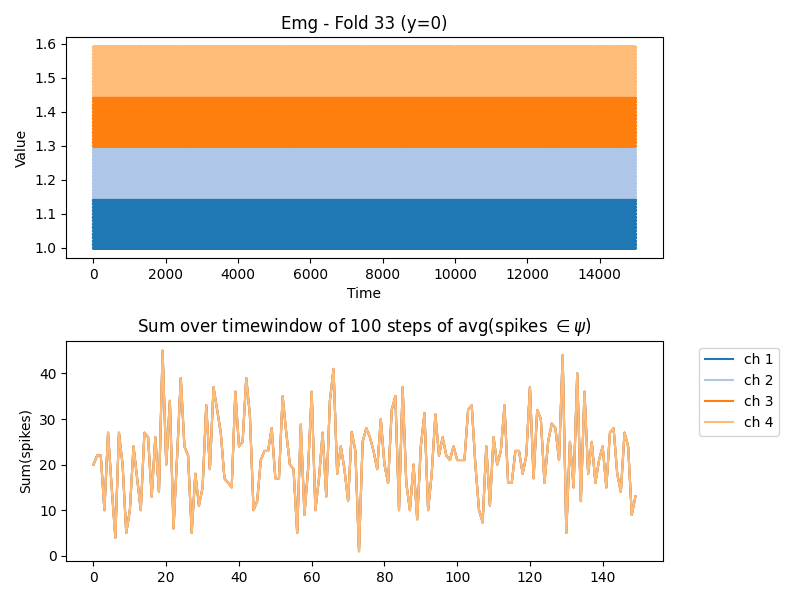 Emg - Fold 33 (y=0)
Value
1.6
1.5
1.4
1.3
1.2
1.1
1.0
0 2000 4000 6000 8000 10000 12000 14000
Time
Sum over timewindow of 100 steps of avg(spikes ∈ ψ)
Sum(spikes)
40
30
20
10
0
0 20 40 60 80 100 120 140
ch 1
ch 2
ch 3
ch 4